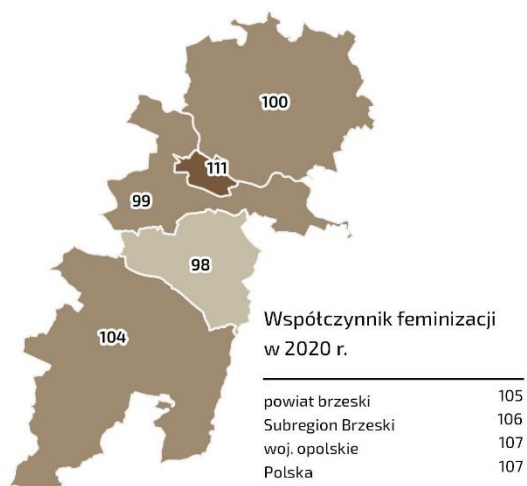 100
111
99
98
104
Współczynnik feminizacji
w 2020 r.
powiat brzeski 105
Subregion Brzeski 106
woj. opolskie 107
Polska 107